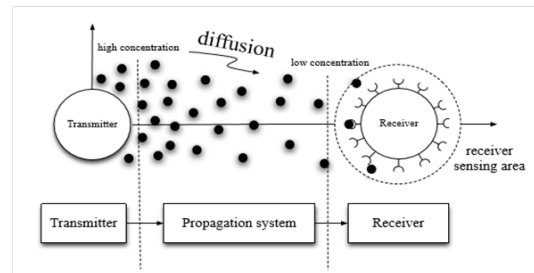 high concentration
diffusion
low concentration
Transmitter
Receiver
receiver
sensing area
Transmitter
Propagation system
Receiver